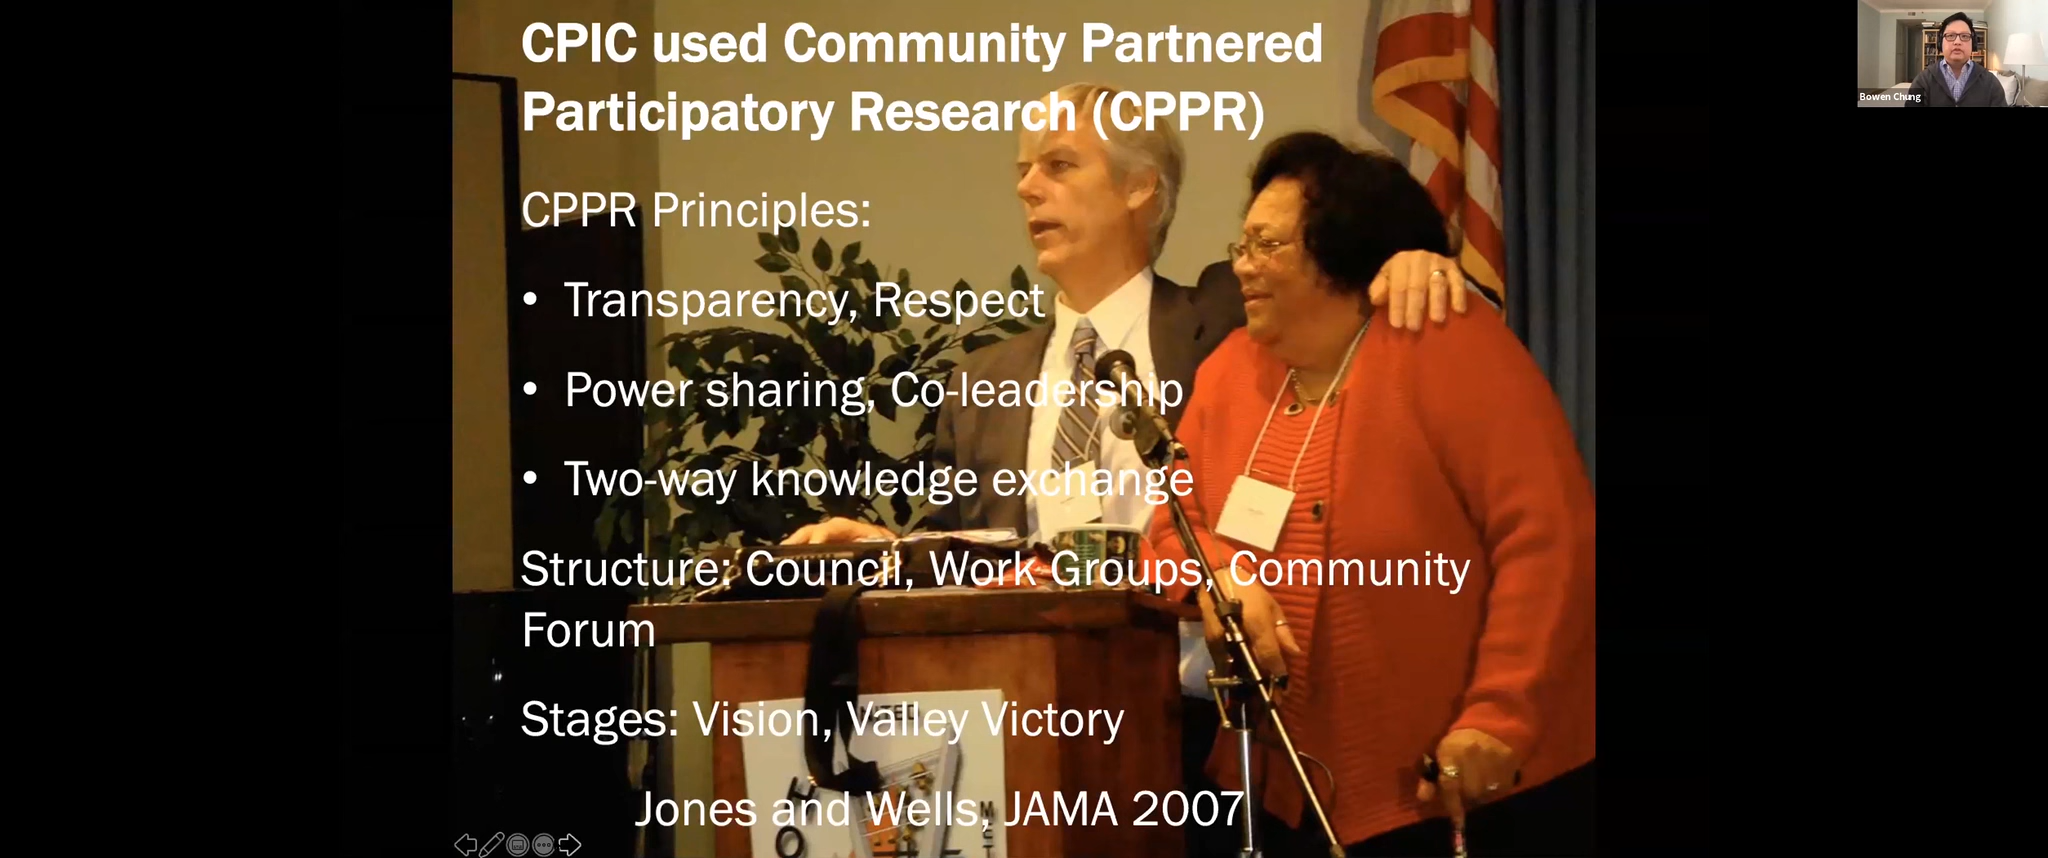 CPIC used Community Partnered
Participatory Research (CPPR)
CPPR Principles:
• Transparency, Respect
• Power sharing, Co-leadership
• Two-way knowledge exchange
Structure: Council, Work Groups, Community
Forum
Stages: Vision, Valley Victory
Jones and Wells, JAMA 2007
Bowen Chung